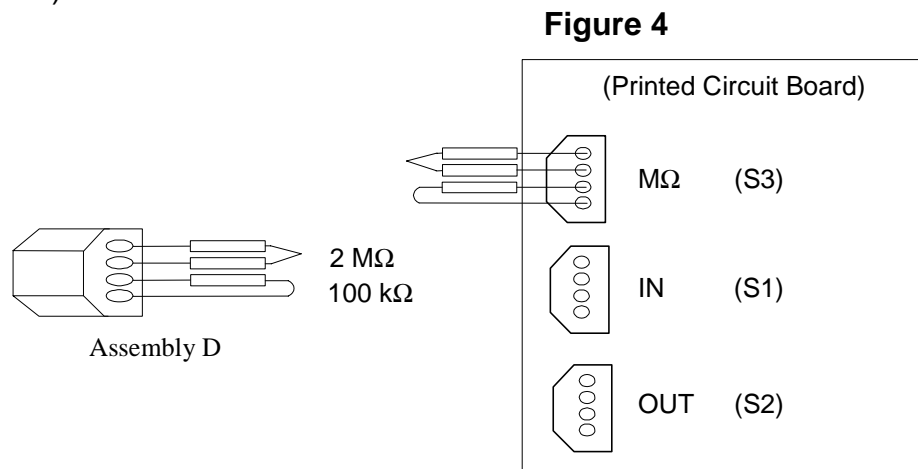 )
Figure 4
(Printed Circuit Board)
MΩ (S3)
2 MΩ
100 kΩ
IN (S1)
Assembly D
OUT (S2)